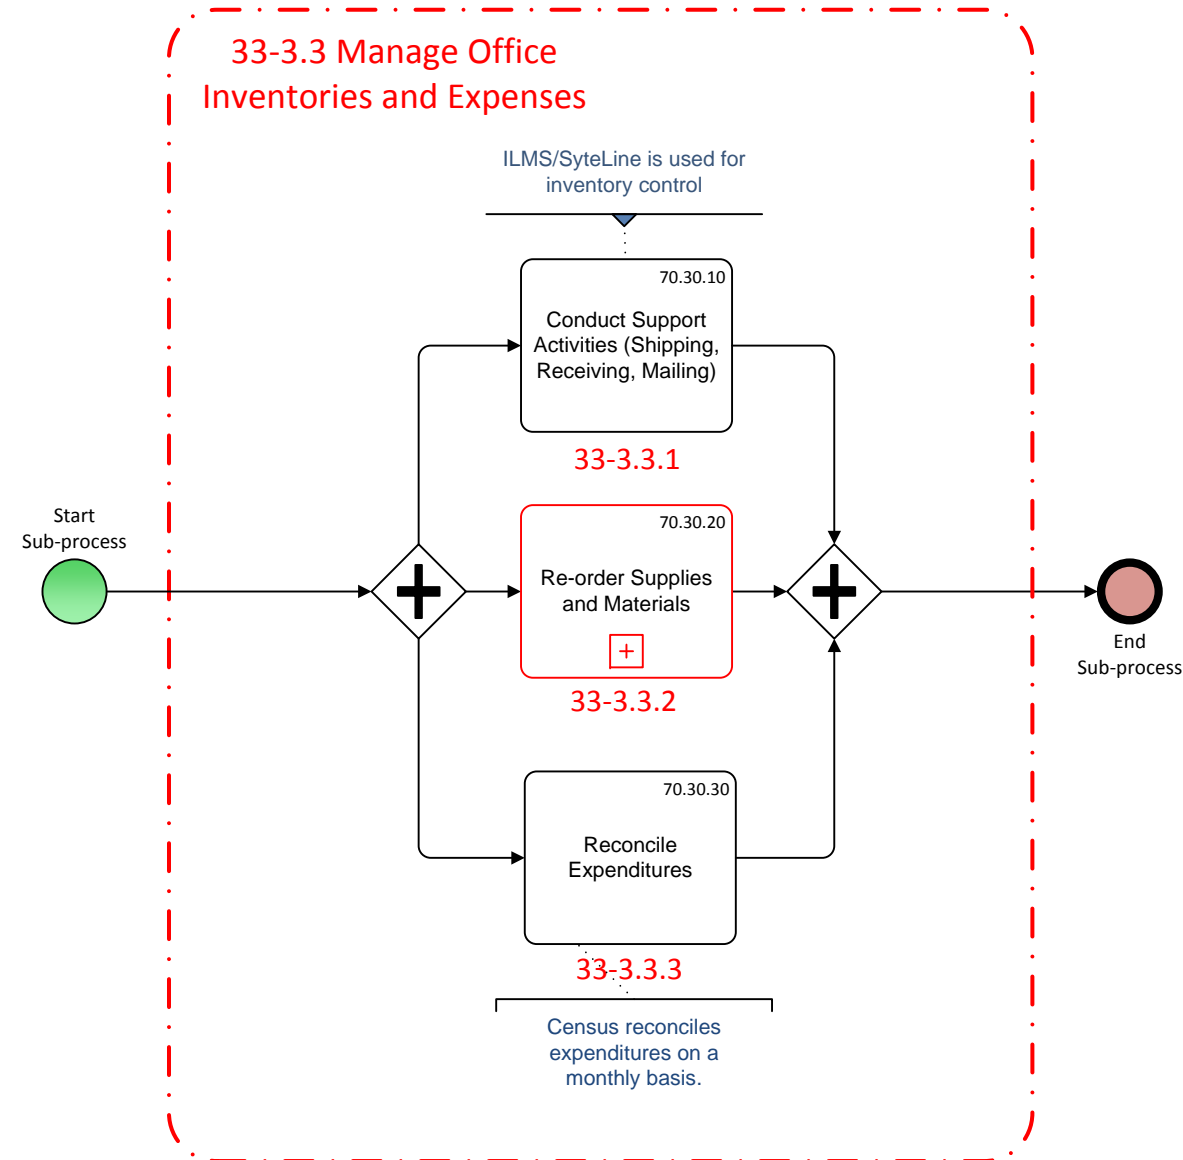 33-3.3 Manage Office
Inventories and Expenses
ILMS/SyteLine is used for
inventory control
70.30.10
Conduct Support
Activities (Shipping,
Receiving, Mailing)
33-3.3.1
Start
Sub-process
70.30.20
Re-order Supplies
and Materials
33-3.3.2
End
Sub-process
70.30.30
Reconcile
Expenditures
33-3.3.3
Census reconciles
expenditures on a
monthly basis.